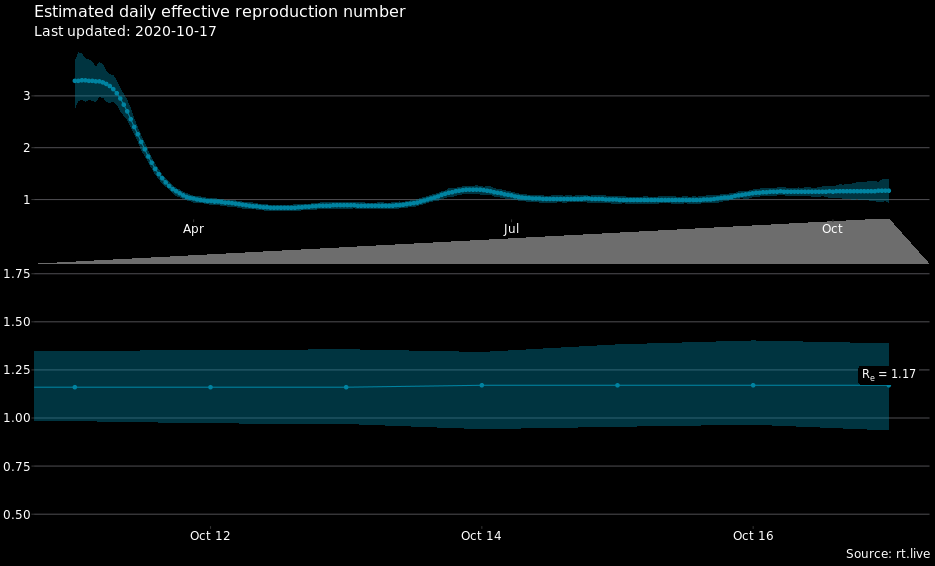 Estimated daily effective reproduction number
Last updated: 2020-10-17
3
2
1
Apr Jul Oct
1.75
1.50
1.25
Re = 1.17
1.00
0.75
0.50
Oct 12 Oct 14 Oct 16
Source: rt.live